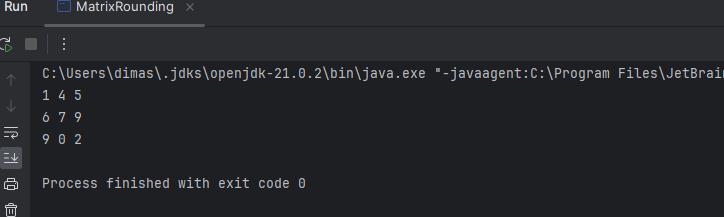 Run MatrixRounding
C:\Users\dimas\.jdks\openjdk-21.0.2\bin\java.exe "-javaagent:C:\Program Files\JetBrain
1 4 5
6 7 9
9 0 2
Process finished with exit code 0